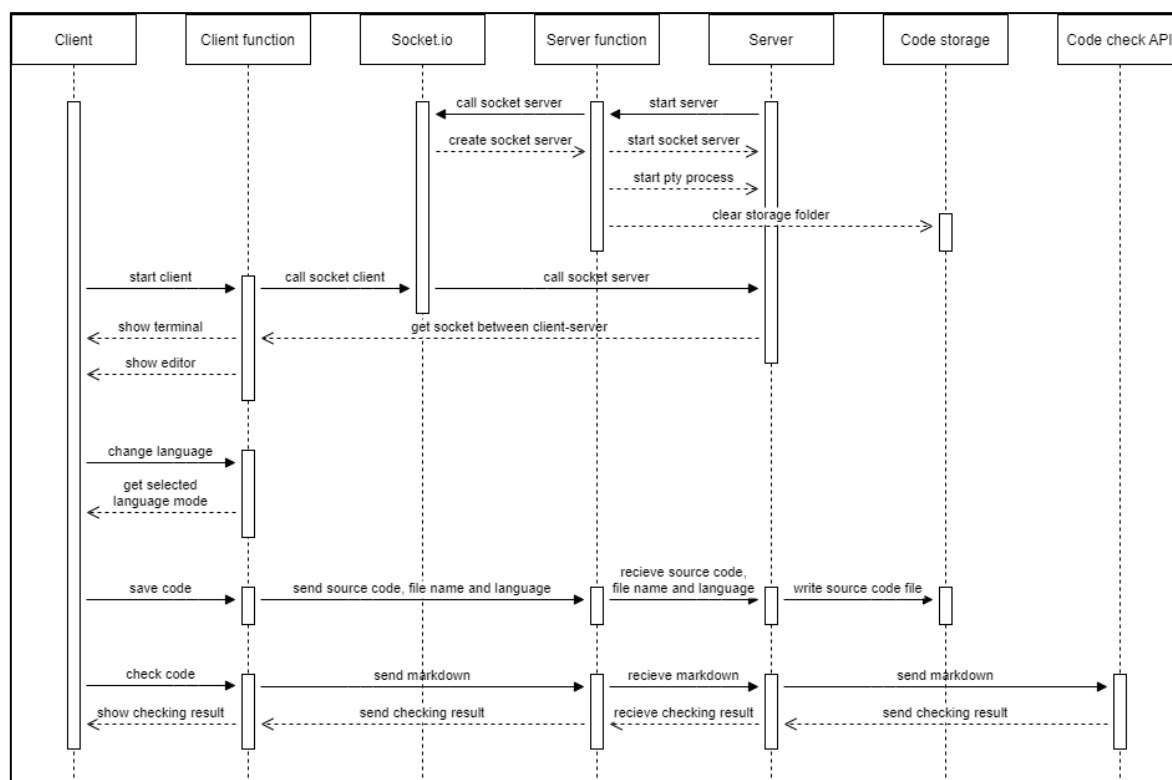 Client
Client function
Socket.io
Server function
Server
Code storage
Code check API
call socket server
start server
create socket server
start socket server
start pty process
clear storage folder
start client
call socket client
call socket server
show terminal
get socket between client-server
show editor
change language
get selected
language mode
save code
send source code, file name and language
recieve source code,
file name and language
write source code file
check code
send markdown
recieve markdown
send markdown
show checking result
send checking result
recieve checking result
send checking result